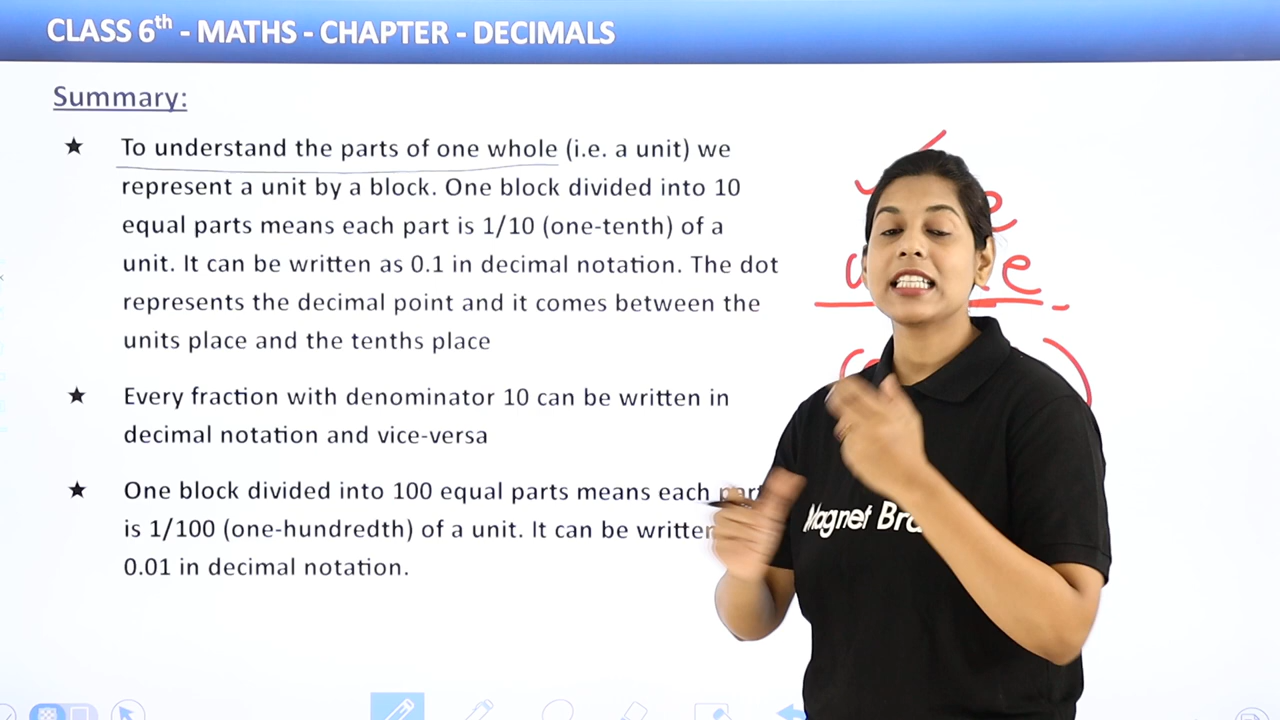 CLASS 6th - MATHS - CHAPTER - DECIMALS
Summary:
★ To understand the parts of one whole (i.e. a unit) we
represent a unit by a block. One block divided into 10
equal parts means each part is 1/10 (one-tenth) of a
unit. It can be written as 0.1 in decimal notation. The dot
represents the decimal point and it comes between the
units place and the tenths place
★ Every fraction with denominator 10 can be written in
decimal notation and vice-versa
★ One block divided into 100 equal parts means each part
is 1/100 (one-hundredth) of a unit. It can be written
0.01 in decimal notation.
Magnet